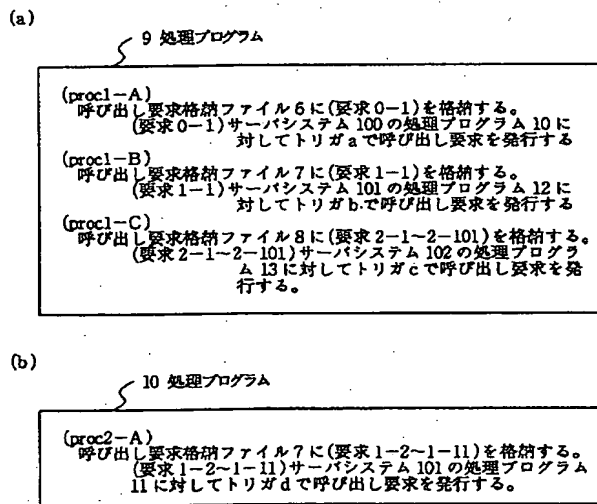 (a)
9 処理プログラム
(proc1-A)
呼び出し要求格納ファイル6に(要求0-1)を格納する。
(要求0-1)サーバシステム100の処理プログラム10に
対してトリガaで呼び出し要求を発行する
(proc1-B)
呼び出し要求格納ファイル7に(要求1-1)を格納する。
(要求1-1)サーバシステム101の処理プログラム12に
対してトリガbで呼び出し要求を発行する
(proc1-C)
呼び出し要求格納ファイル8に(要求2-1~2-101)を格納する。
(要求2-1~2-101)サーバシステム102の処理プログラ
ム13に対してトリガcで呼び出し要求を発
行する。
(b)
10 処理プログラム
(proc2-A)
呼び出し要求格納ファイル7に(要求1-2~1-11)を格納する。
(要求1-2~1-11)サーバシステム101の処理プログラム
11に対してトリガdで呼び出し要求を発行する。